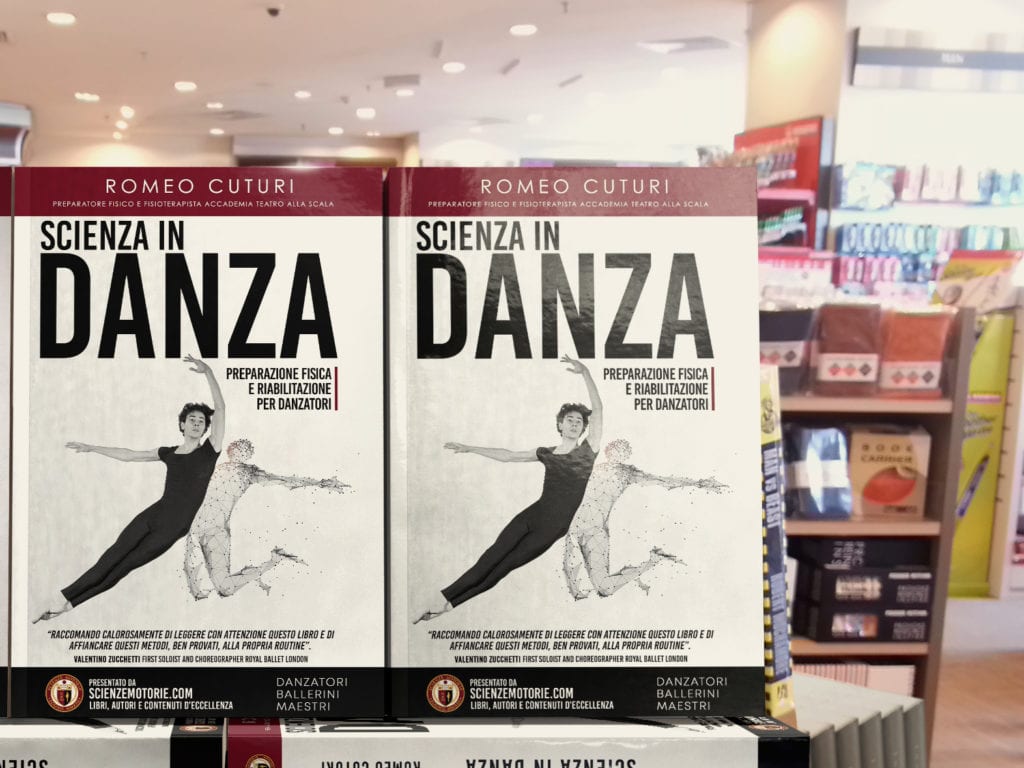 ROMEO CUTURI
PREPARATORE FISICO E FISIOTERAPISTA ACCADEMIA TEATRO ALLA SCALA
SCIENZA IN
DANZA
PREPARAZIONE FISICA
E RIABILITAZIONE
PER DANZATORI
"RACCOMANDO CALOROSAMENTE DI LEGGERE CON ATTENZIONE QUESTO LIBRO E DI
AFFIANCARE QUESTI METODI, BEN PROVATI, ALLA PROPRIA ROUTINE".
VALENTINO ZUCCHETTI FIRST SOLOIST AND CHOREOGRAPHER ROYAL BALLET LONDON
PRESENTATO DA
SCIENZEMOTORIE.COM
LIBRI, AUTORI E CONTENUTI D'ECCELLENZA
DANZATORI
BALLERINI
MAESTRI
ROMEO CUTURI
PREPARATORE FISICO E FISIOTERAPISTA ACCADEMIA TEATRO ALLA SCALA
SCIENZA IN
DANZA
PREPARAZIONE FISICA
E RIABILITAZIONE
PER DANZATORI
"RACCOMANDO CALOROSAMENTE DI LEGGERE CON ATTENZIONE QUESTO LIBRO E DI
AFFIANCARE QUESTI METODI, BEN PROVATI, ALLA PROPRIA ROUTINE".
VALENTINO ZUCCHETTI FIRST SOLOIST AND CHOREOGRAPHER ROYAL BALLET LONDON
PRESENTATO DA
SCIENZEMOTORIE.COM
LIBRI, AUTORI E CONTENUTI D'ECCELLENZA
DANZATORI
BALLERINI
MAESTRI
BOOK
CARRIER
DANZA
ROMEO CUTURI
SCIENZA IN DANZA